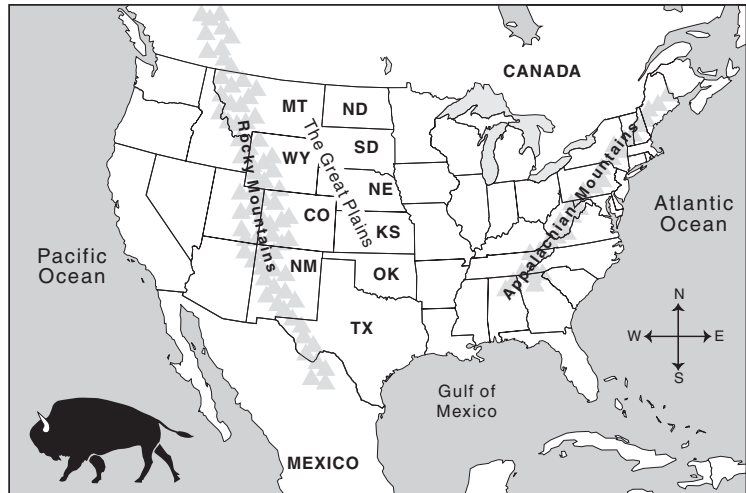 CANADA
MT
ND
The Great Plains
Rocky Mountains
WY
SD
NE
CO
KS
NM
OK
TX
Appalachian Mountains
Atlantic
Ocean
Pacific
Ocean
N
W
E
S
Gulf of
Mexico
MEXICO